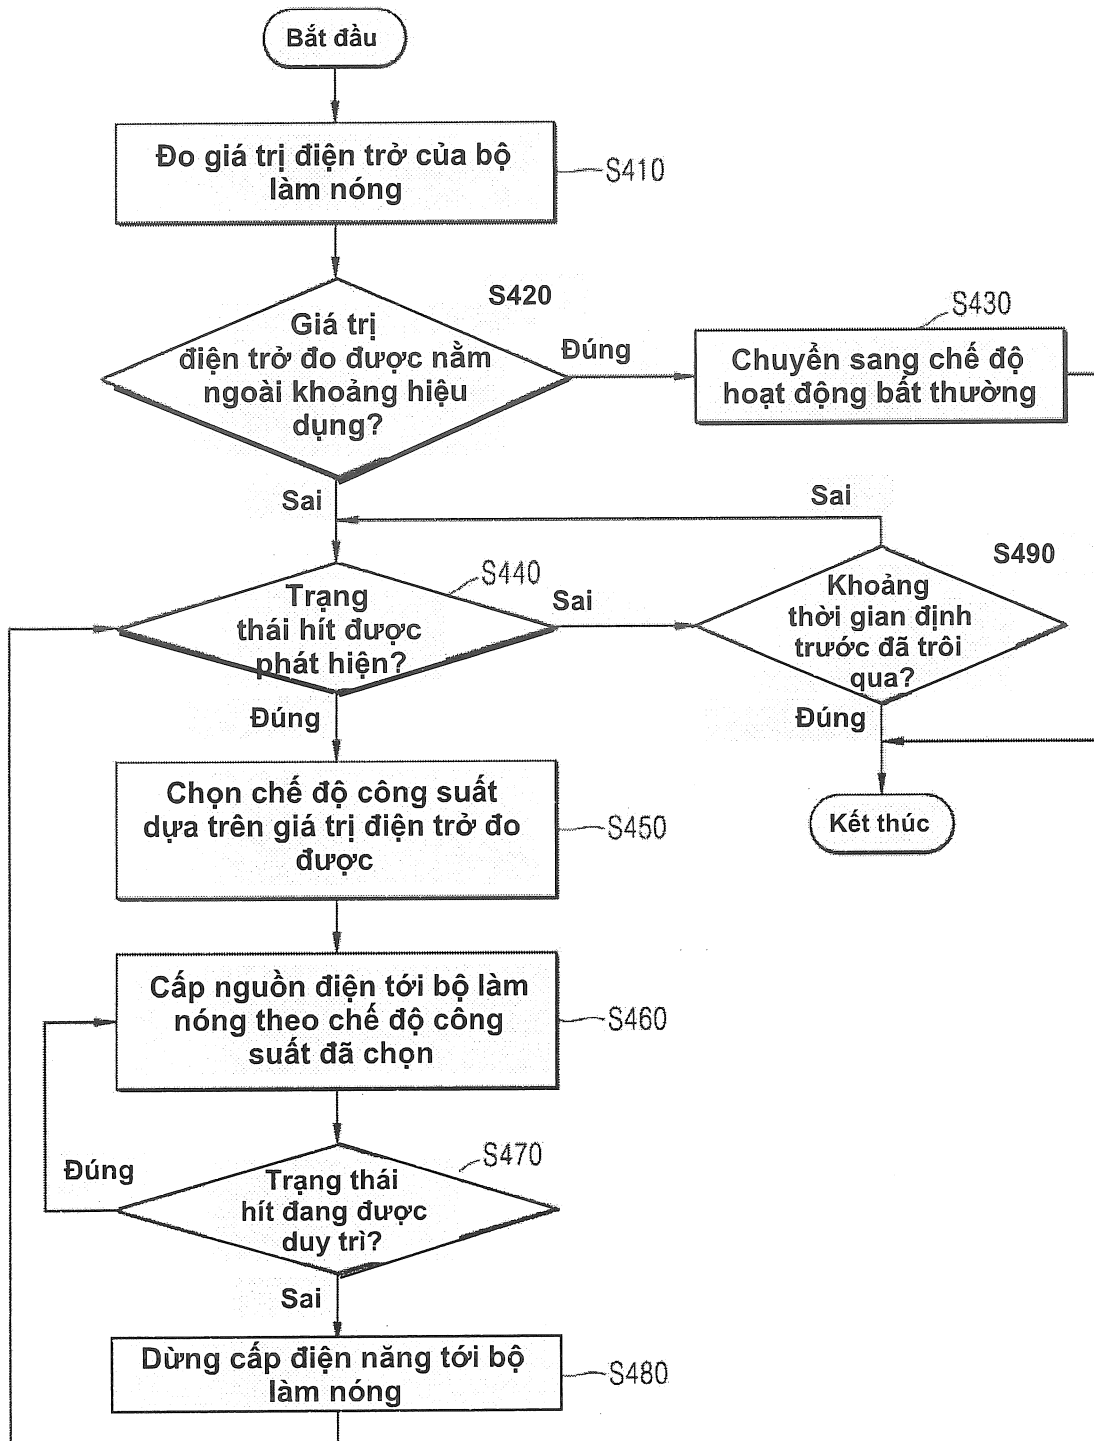 Bắt đầu
Đo giá trị điện trở của bộ
làm nóng
S410
S420
Giá trị
điện trở đo được nằm
ngoài khoảng hiệu
dụng?
Đúng
S430
Chuyển sang chế độ
hoạt động bất thường
Sai
Sai
S440
Trạng
thái hít được
phát hiện?
Sai
S490
Khoảng
thời gian định
trước đã trôi
qua?
Đúng
Đúng
Kết thúc
Chọn chế độ công suất
dựa trên giá trị điện trở đo
được
S450
Cấp nguồn điện tới bộ làm
nóng theo chế độ công
suất đã chọn
S460
Đúng
S470
Trạng thái
hít đang được
duy trì?
Sai
Dừng cấp điện năng tới bộ
làm nóng
S480